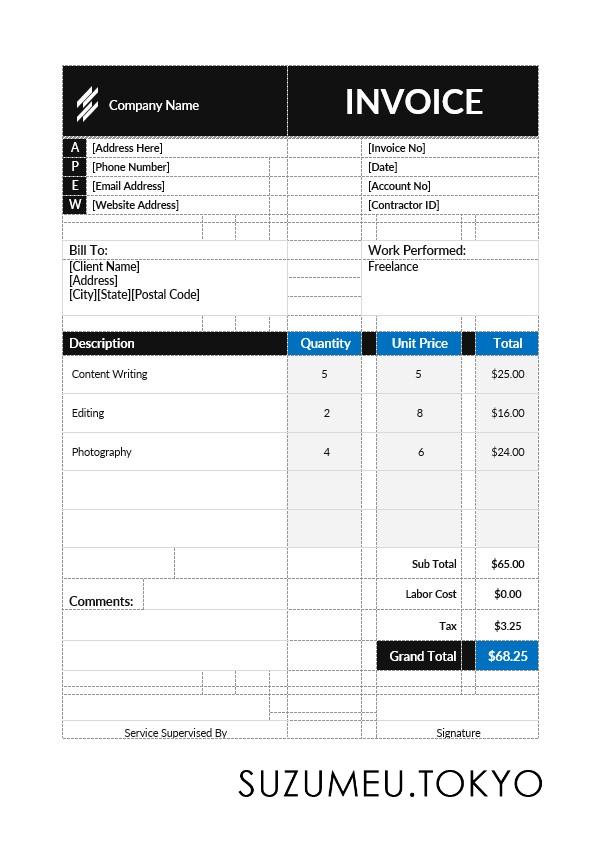 Company Name
INVOICE
A [Address Here] [Invoice No]
P [Phone Number] [Date]
E [Email Address] [Account No]
W [Website Address] [Contractor ID]
Bill To: Work Performed:
[Client Name] Freelance
[Address]
[City][State][Postal Code]
Description Quantity Unit Price Total
Content Writing 5 5 $25.00
Editing 2 8 $16.00
Photography 4 6 $24.00
Sub Total $65.00
Labor Cost $0.00
Comments:
Tax $3.25
Grand Total $68.25
Service Supervised By Signature
SUZUMEU.TOKYO